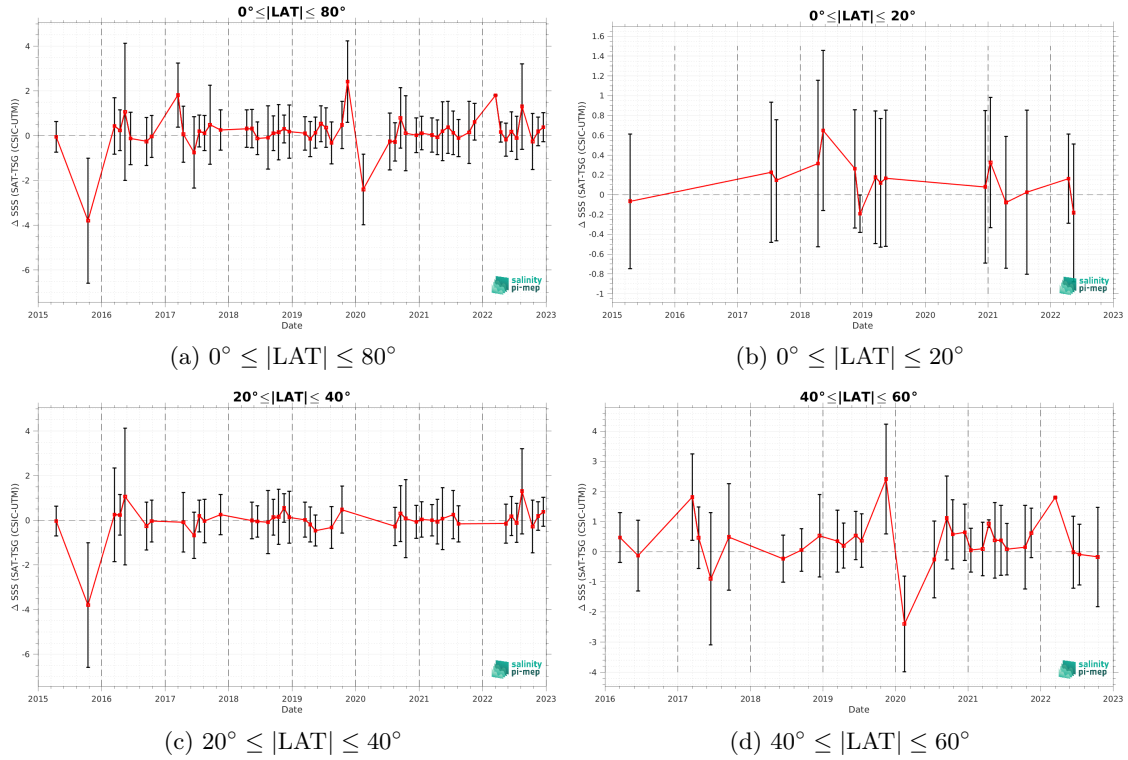 0°≤|LAT|≤ 80°
Δ SSS (SAT-TSG (CSIC-UTM))
4
2
0
-2
-4
-6
2015 2016 2017 2018 2019 2020 2021 2022 2023
Date
salinity
pi-mep
(a) 0° ≤ |LAT| ≤ 80°
0°≤|LAT|≤ 20°
Δ SSS (SAT-TSG (CSIC-UTM))
1.6
1.4
1.2
1
0.8
0.6
0.4
0.2
0
-0.2
-0.4
-0.6
-0.8
-1
2015 2016 2017 2018 2019 2020 2021 2022 2023
Date
salinity
pi-mep
(b) 0° ≤ |LAT| ≤ 20°
20°≤|LAT|≤ 40°
Δ SSS (SAT-TSG (CSIC-UTM))
4
2
0
-2
-4
-6
2015 2016 2017 2018 2019 2020 2021 2022 2023
Date
salinity
pi-mep
(c) 20° ≤ |LAT| ≤ 40°
40°≤|LAT|≤ 60°
Δ SSS (SAT-TSG (CSIC-UTM))
4
3
2
1
0
-1
-2
-3
-4
2016 2017 2018 2019 2020 2021 2022 2023
Date
salinity
pi-mep
(d) 40° ≤ |LAT| ≤ 60°